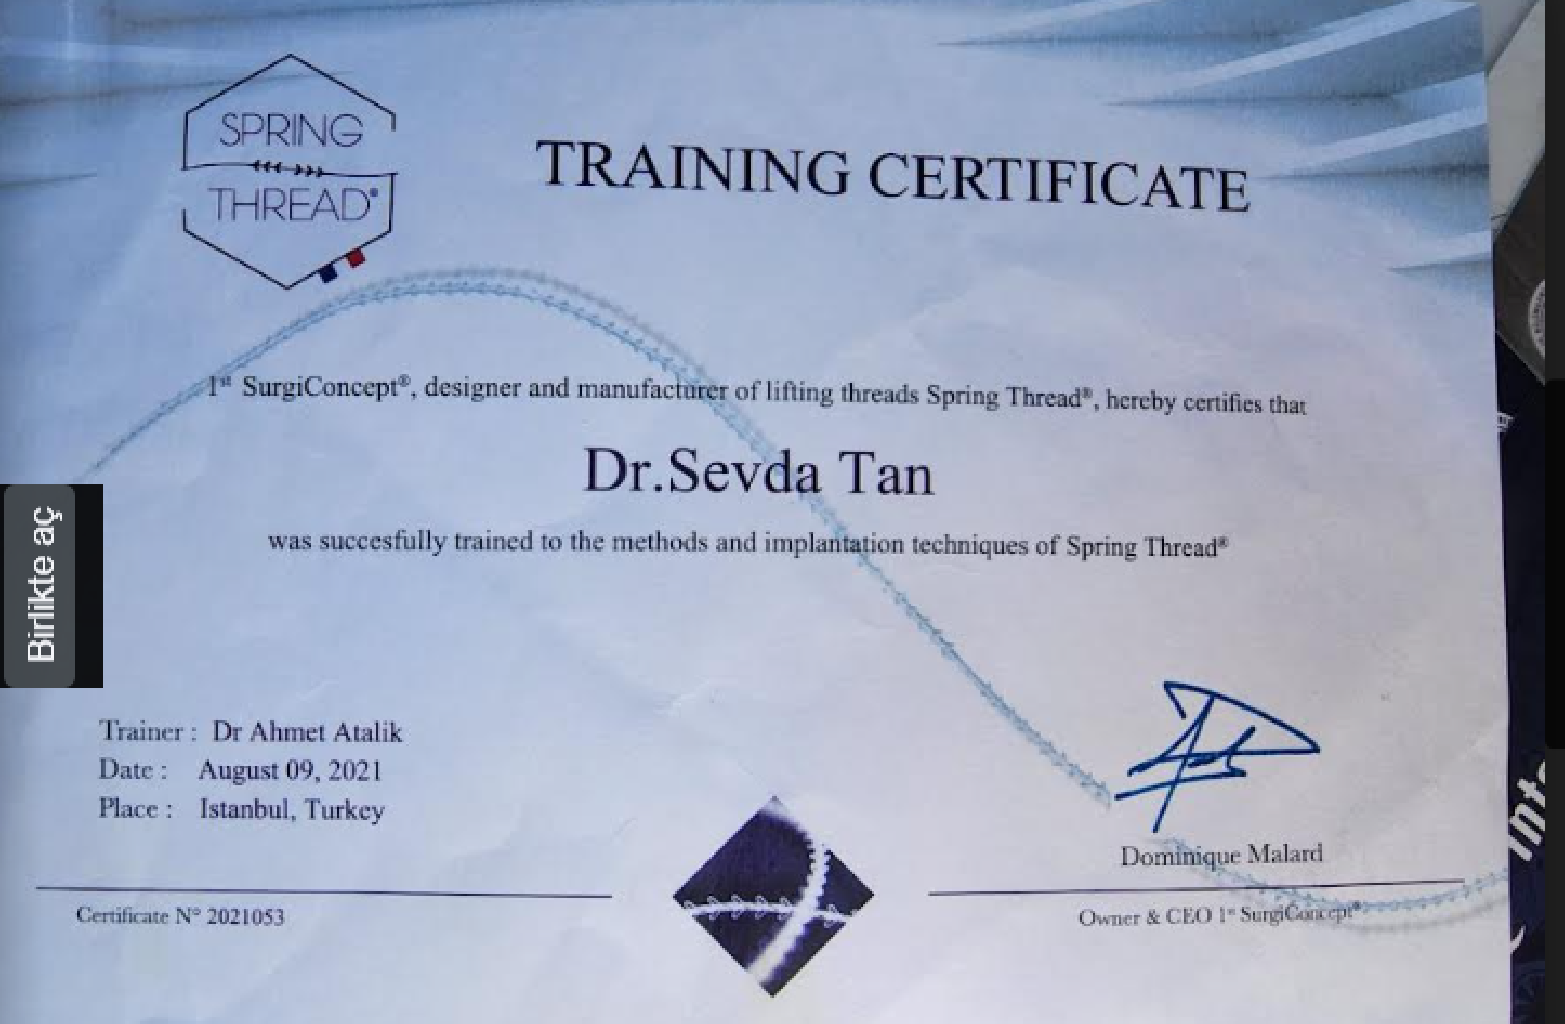 SPRING
THREAD®
TRAINING CERTIFICATE
1st SurgiConcept®, designer and manufacturer of lifting threads Spring Thread®, hereby certifies that
Dr.Sevda Tan
was succesfully trained to the methods and implantation techniques of Spring Thread®
Birlikte aç
Trainer : Dr Ahmet Atalik
Date : August 09, 2021
Place : Istanbul, Turkey
Dominique Malard
Certificate N° 2021053
Owner & CEO 1st SurgiConcept®